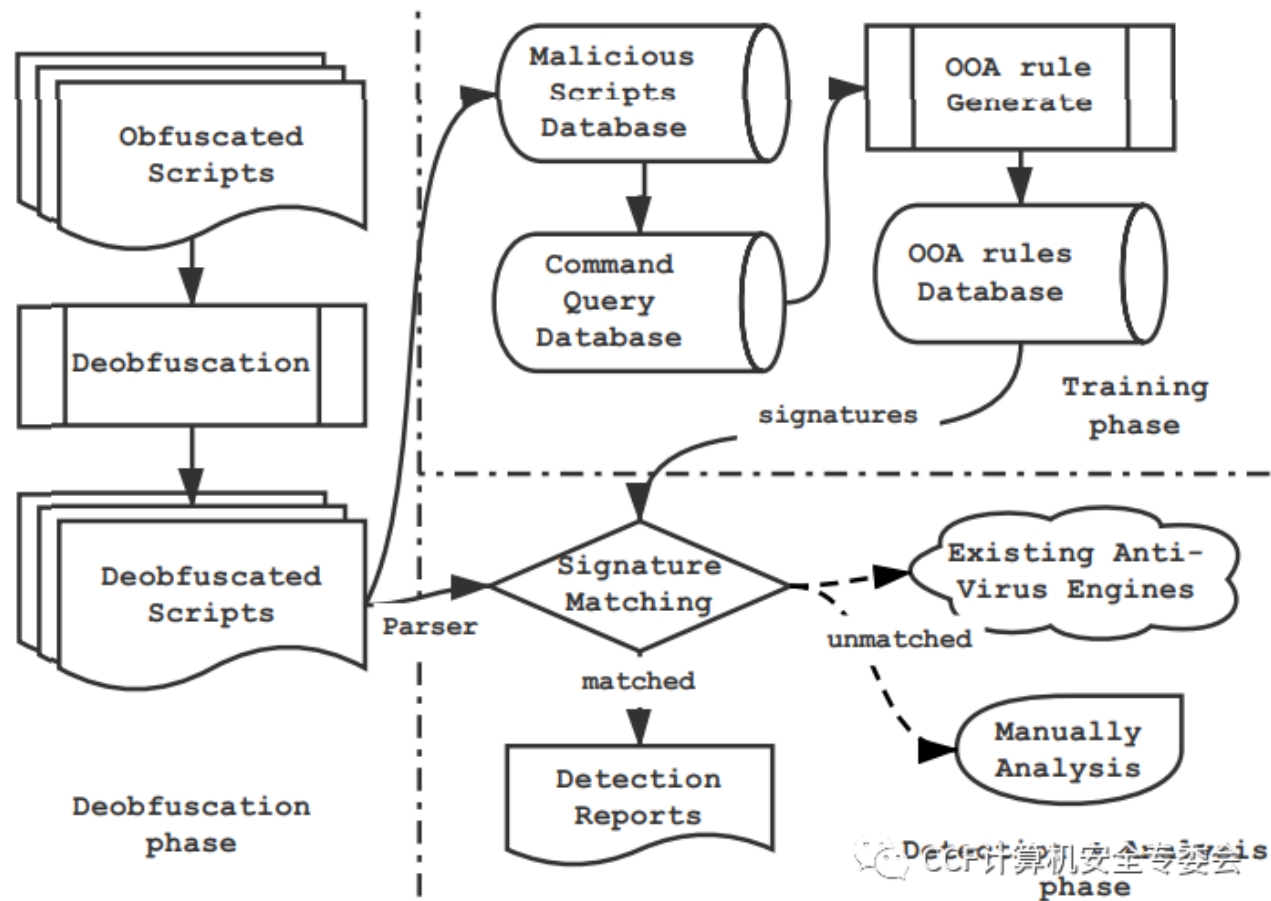 Obfuscated
Scripts
Deobfuscation
Deobfuscated
Scripts
Deobfuscation
phase
Malicious
Scripts
Database
Command
Query
Database
OOA rule
Generate
OOA rules
Database
signatures
Training
phase
Parser
Signature
Matching
matched
unmatched
Existing Anti-
Virus Engines
Manually
Analysis
Detection
Reports
Detection & Analysis
phase
CCF计算机安全专委会